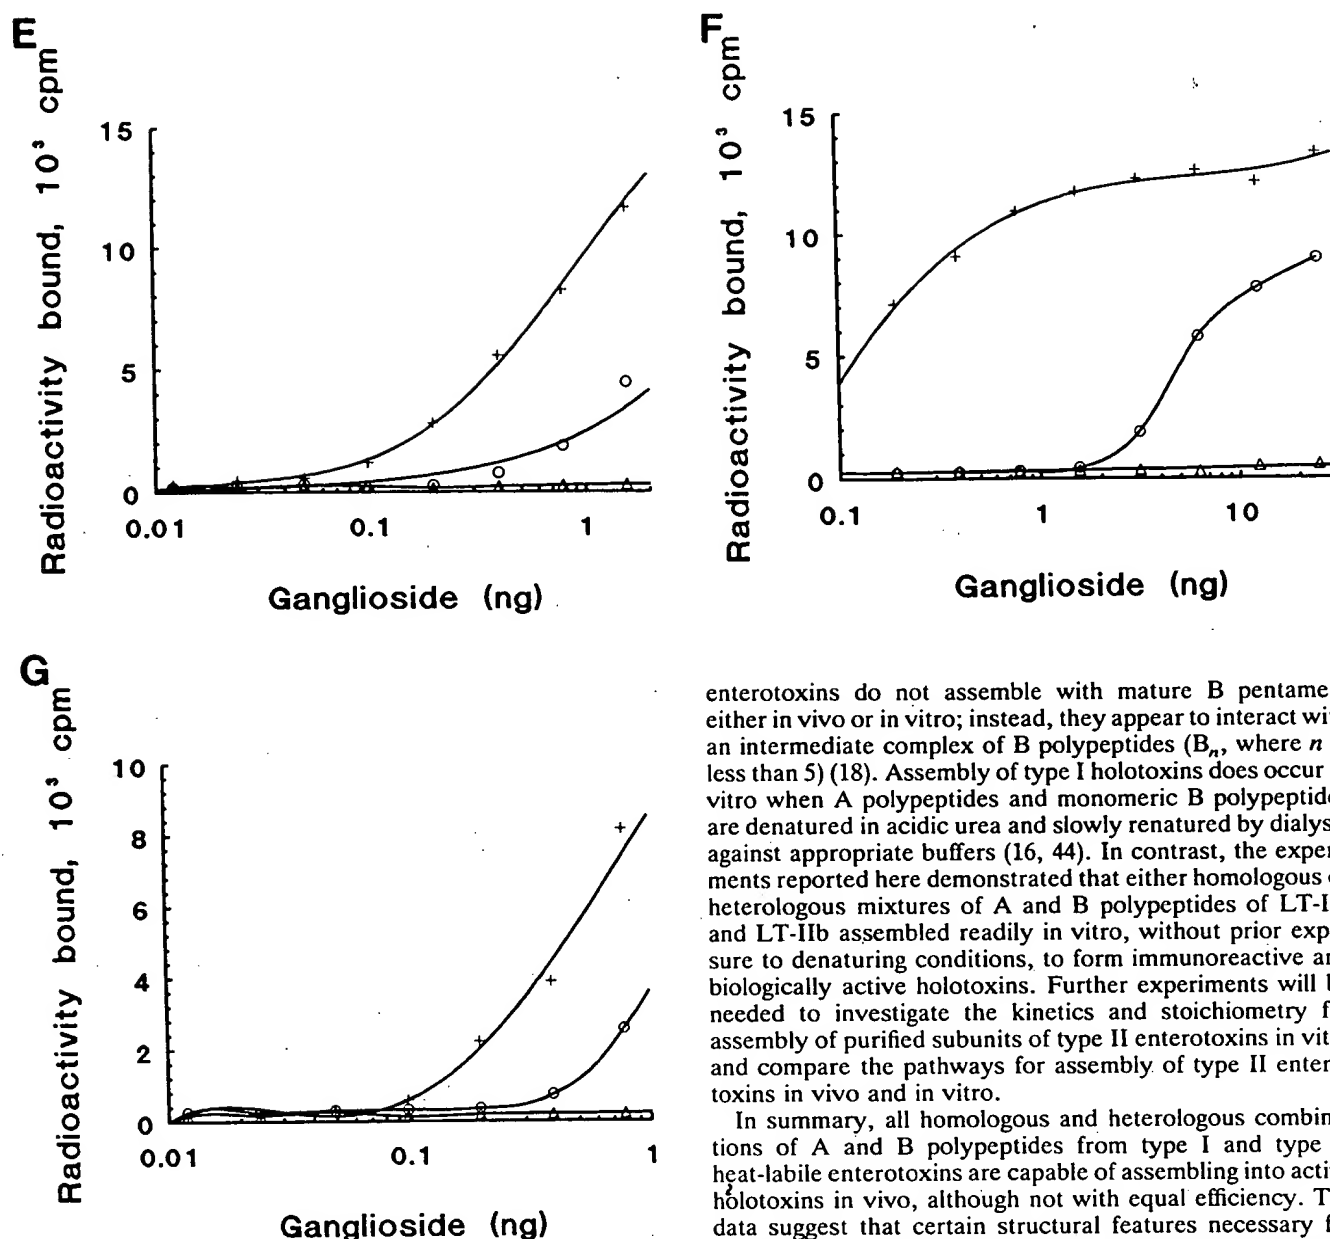 E
Radioactivity bound, 10³ cpm
15
10
5
0
0.01 0.1 1
Ganglioside (ng)
F
Radioactivity bound, 10³ cpm
15
10
5
0
0.1 1 10
Ganglioside (ng)
G
Radioactivity bound, 10³ cpm
10
8
6
4
2
0
0.01 0.1 1
Ganglioside (ng)
enterotoxins do not assemble with mature B pentame
either in vivo or in vitro; instead, they appear to interact wi
an intermediate complex of B polypeptides (Bₙ, where n
less than 5) (18). Assembly of type I holotoxins does occur
vitro when A polypeptides and monomeric B polypeptide
are denatured in acidic urea and slowly renatured by dialys
against appropriate buffers (16, 44). In contrast, the exper
ments reported here demonstrated that either homologous
heterologous mixtures of A and B polypeptides of LT-I
and LT-IIb assembled readily in vitro, without prior exp
sure to denaturing conditions, to form immunoreactive a
biologically active holotoxins. Further experiments will b
needed to investigate the kinetics and stoichiometry f
assembly of purified subunits of type II enterotoxins in vit
and compare the pathways for assembly of type II enter
toxins in vivo and in vitro.
In summary, all homologous and heterologous combin
tions of A and B polypeptides from type I and type
heat-labile enterotoxins are capable of assembling into acti
holotoxins in vivo, although not with equal efficiency. T
data suggest that certain structural features necessary f